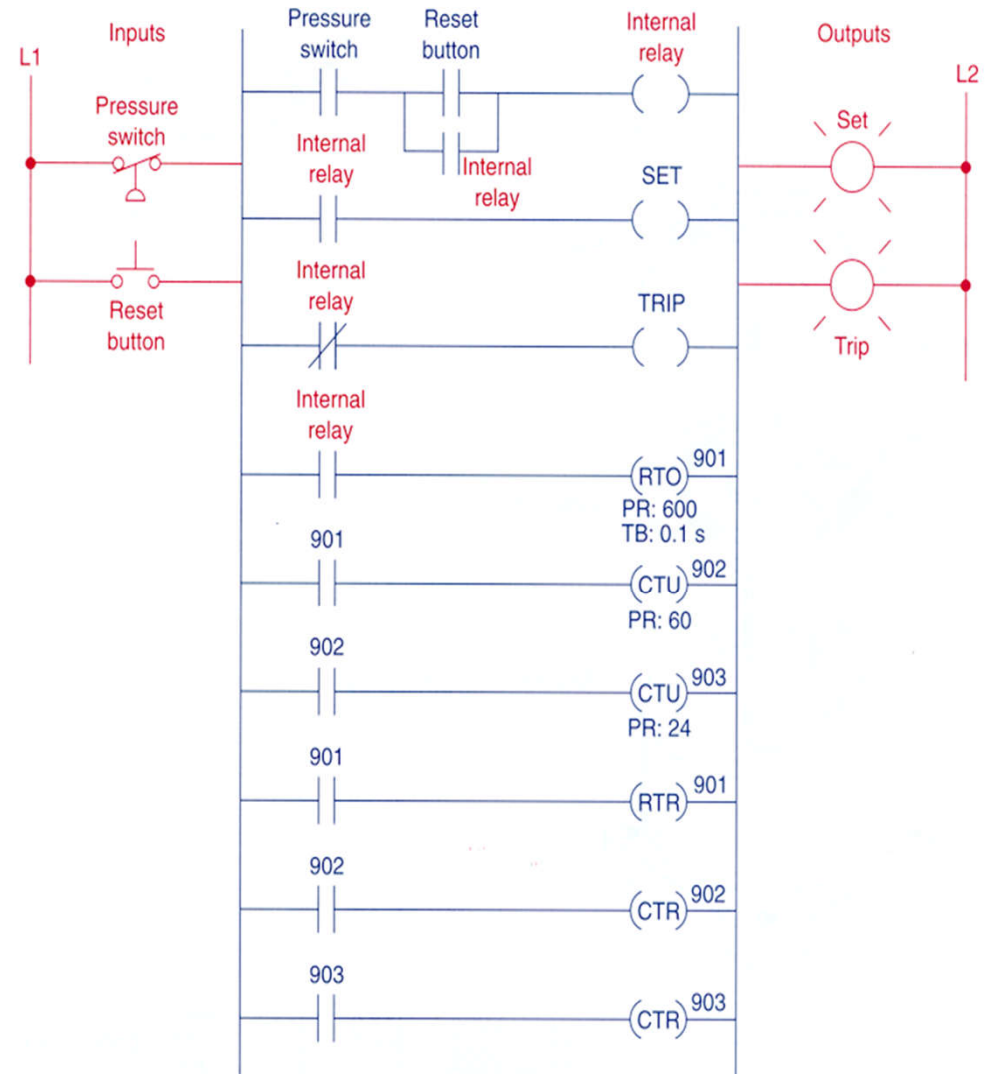 Inputs
L1
Pressure
switch
Reset
button
Pressure
switch
Reset
button
Internal
relay
Internal
relay
Internal
relay
SET
Internal
relay
TRIP
Internal
relay
RTO
901
PR: 600
TB: 0.1 s
901
CTU
902
PR: 60
902
CTU
903
PR: 24
901
RTR
901
902
CTR
902
903
CTR
903
Outputs
L2
Set
Trip